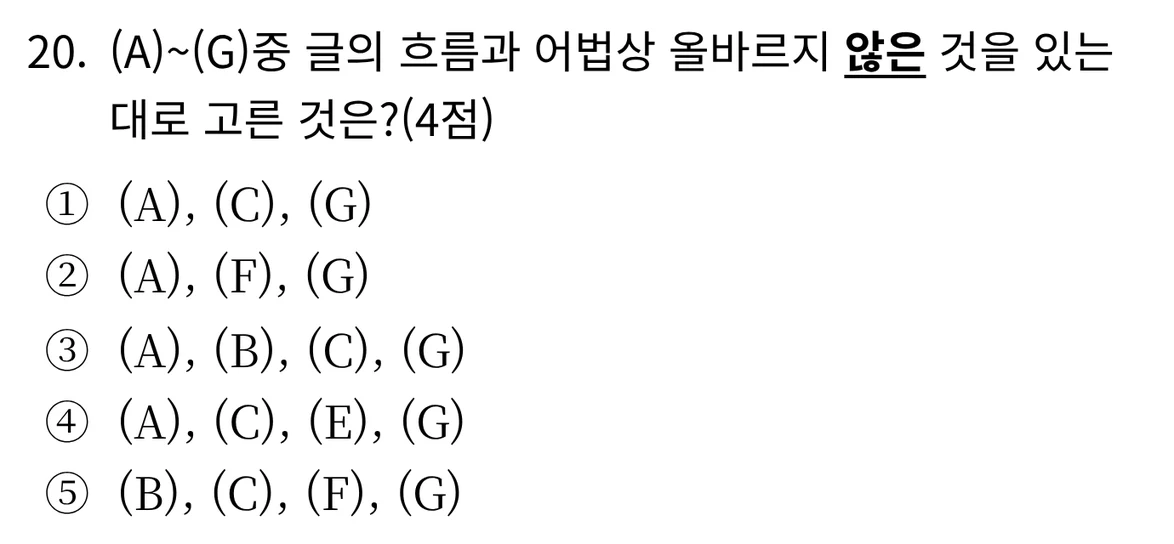 20. (A)~(G)중 글의 흐름과 어법상 올바르지 않은 것을 있는
대로 고른 것은?(4점)
① (A), (C), (G)
② (A), (F), (G)
③ (A), (B), (C), (G)
④ (A), (C), (E), (G)
⑤ (B), (C), (F), (G)